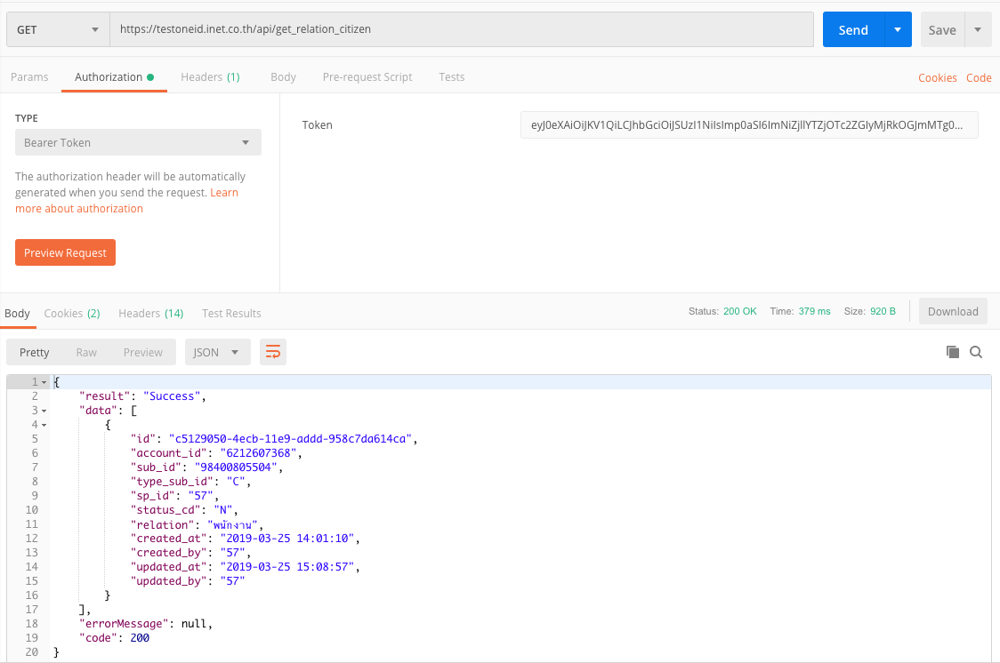 GET https://testoneid.inet.co.th/api/get_relation_citizen Send Save
Params Authorization Headers (1) Body Pre-request Script Tests Cookies Code
TYPE
Bearer Token
The authorization header will be automatically
generated when you send the request. Learn
more about authorization
Preview Request
Token eyJ0eXAiOiJKV1QiLCJhbGciOiJSUzI1NiIsImp0aSI6ImNiZjllYTZjOTc2ZGIyMjRkOGJmMTg0...
Body Cookies (2) Headers (14) Test Results Status: 200 OK Time: 379 ms Size: 920 B Download
Pretty Raw Preview JSON
1 {
2 "result": "Success",
3 "data": [
4 {
5 "id": "c5129050-4ecb-11e9-addd-958c7da614ca",
6 "account_id": "6212607368",
7 "sub_id": "98400805504",
8 "type_sub_id": "C",
9 "sp_id": "57",
10 "status_cd": "N",
11 "relation": "พนักงาน",
12 "created_at": "2019-03-25 14:01:10",
13 "created_by": "57",
14 "updated_at": "2019-03-25 15:08:57",
15 "updated_by": "57"
16 }
17 ],
18 "errorMessage": null,
19 "code": 200
20 }